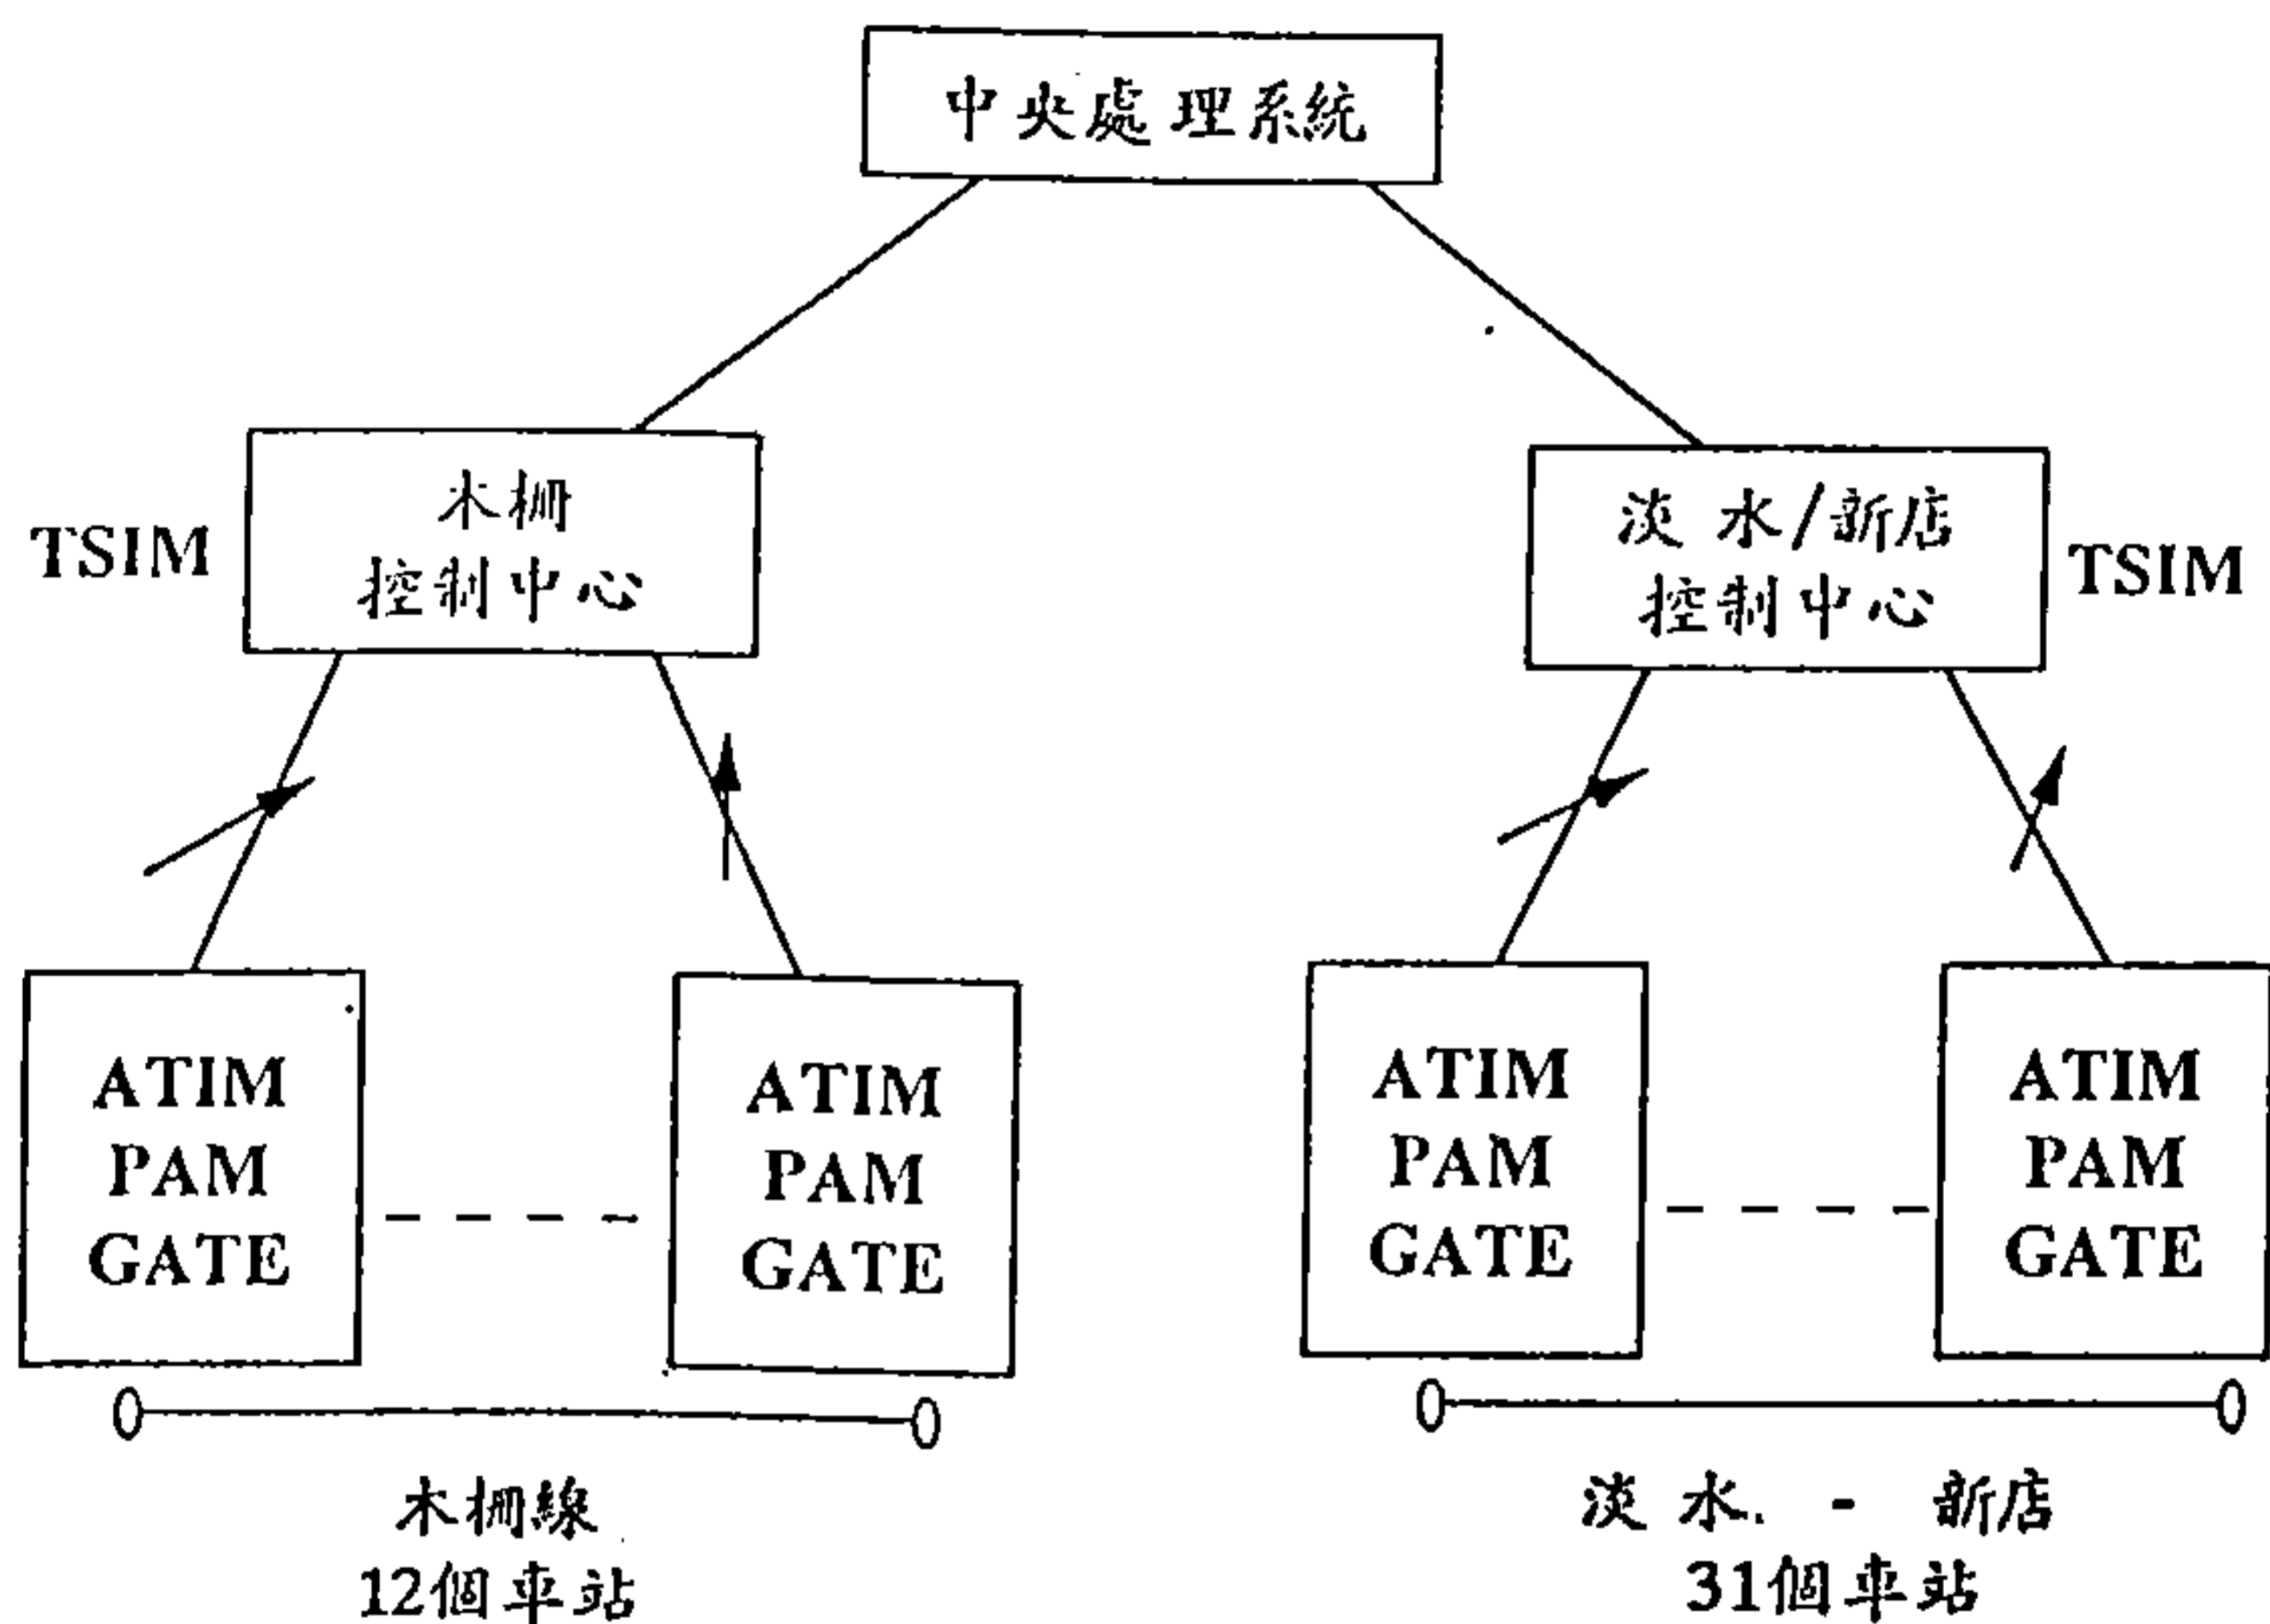 中央處理系統
TSIM
木柵
控制中心
淡水/新店
控制中心
TSIM
ATIM
PAM
GATE
ATIM
PAM
GATE
ATIM
PAM
GATE
ATIM
PAM
GATE
木柵線
12個車站
淡水 - 新店
31個車站